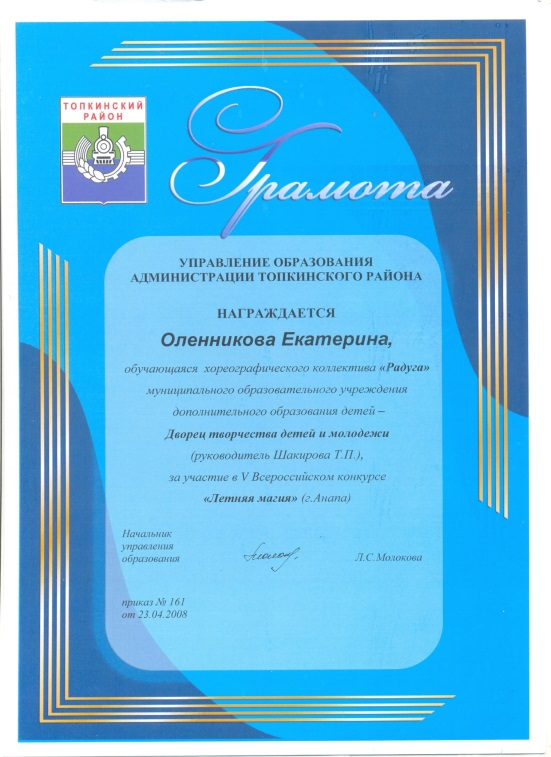 ТОПКИНСКИЙ
РАЙОН
Грамота
УПРАВЛЕНИЕ ОБРАЗОВАНИЯ
АДМИНИСТРАЦИИ ТОПКИНСКОГО РАЙОНА
НАГРАЖДАЕТСЯ
Оленникова Екатерина,
обучающаяся хореографического коллектива «Радуга»
муниципального образовательного учреждения
дополнительного образования детей –
Дворец творчества детей и молодежи
(руководитель Шакирова Т.П.),
за участие в V Всероссийском конкурсе
«Летняя магия» (г.Анапа)
Начальник
управления
образования
Л.С.Молокова
приказ № 161
от 23.04.2008